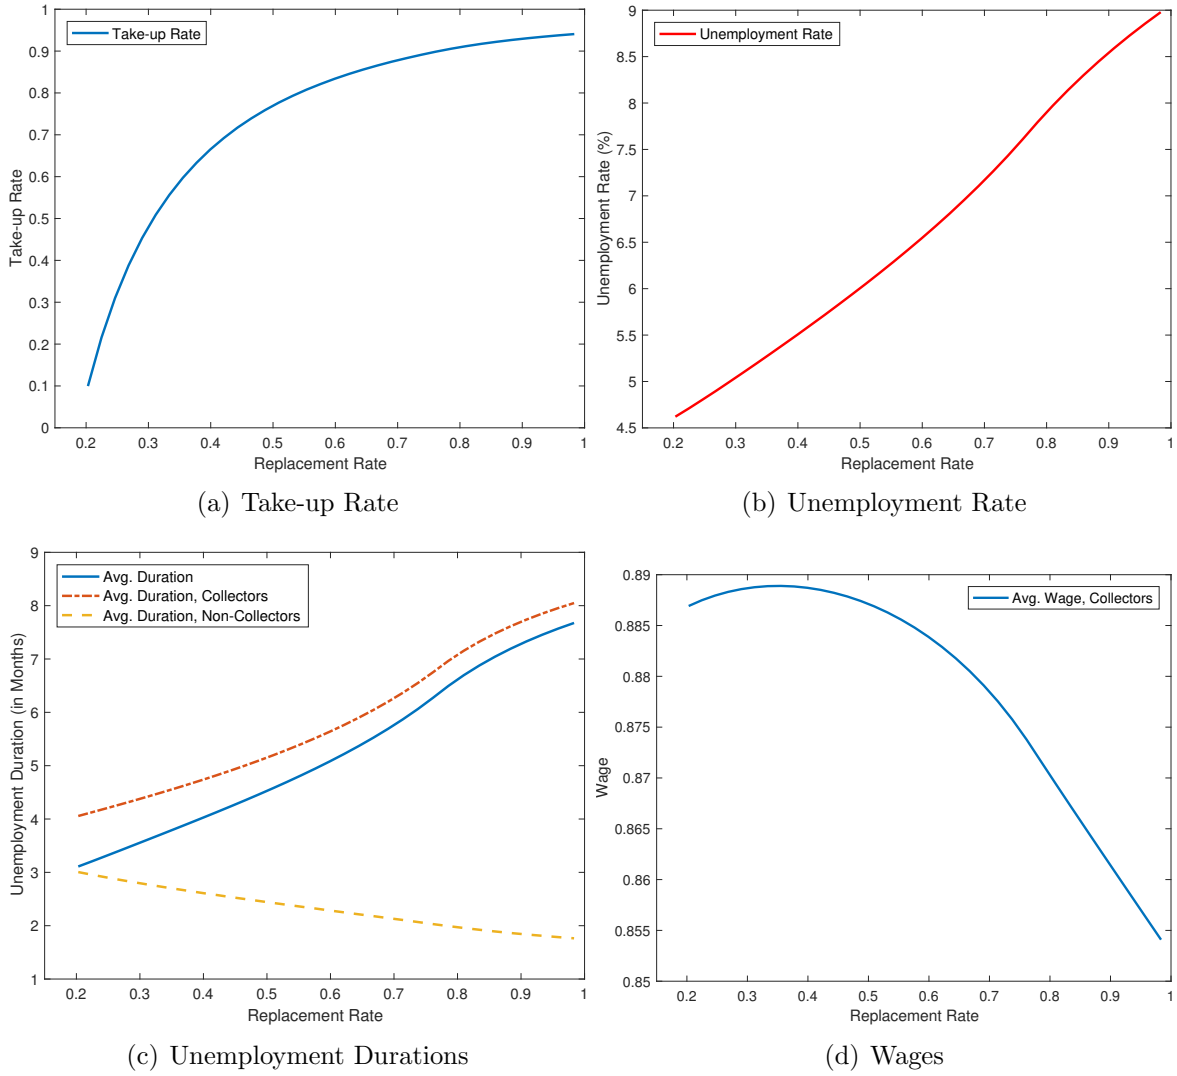 Take-up Rate
1
0.9
0.8
0.7
0.6
0.5
0.4
0.3
0.2
0.1
0
Take-up Rate
0.2 0.3 0.4 0.5 0.6 0.7 0.8 0.9 1
Replacement Rate
(a) Take-up Rate
Unemployment Rate
9
8.5
8
7.5
7
6.5
6
5.5
5
4.5
Unemployment Rate (%)
0.2 0.3 0.4 0.5 0.6 0.7 0.8 0.9 1
Replacement Rate
(b) Unemployment Rate
Avg. Duration
Avg. Duration, Collectors
Avg. Duration, Non-Collectors
9
8
7
6
5
4
3
2
1
Unemployment Duration (in Months)
0.2 0.3 0.4 0.5 0.6 0.7 0.8 0.9 1
Replacement Rate
(c) Unemployment Durations
Avg. Wage, Collectors
0.89
0.885
0.88
0.875
0.87
0.865
0.86
0.855
0.85
Wage
0.2 0.3 0.4 0.5 0.6 0.7 0.8 0.9 1
Replacement Rate
(d) Wages